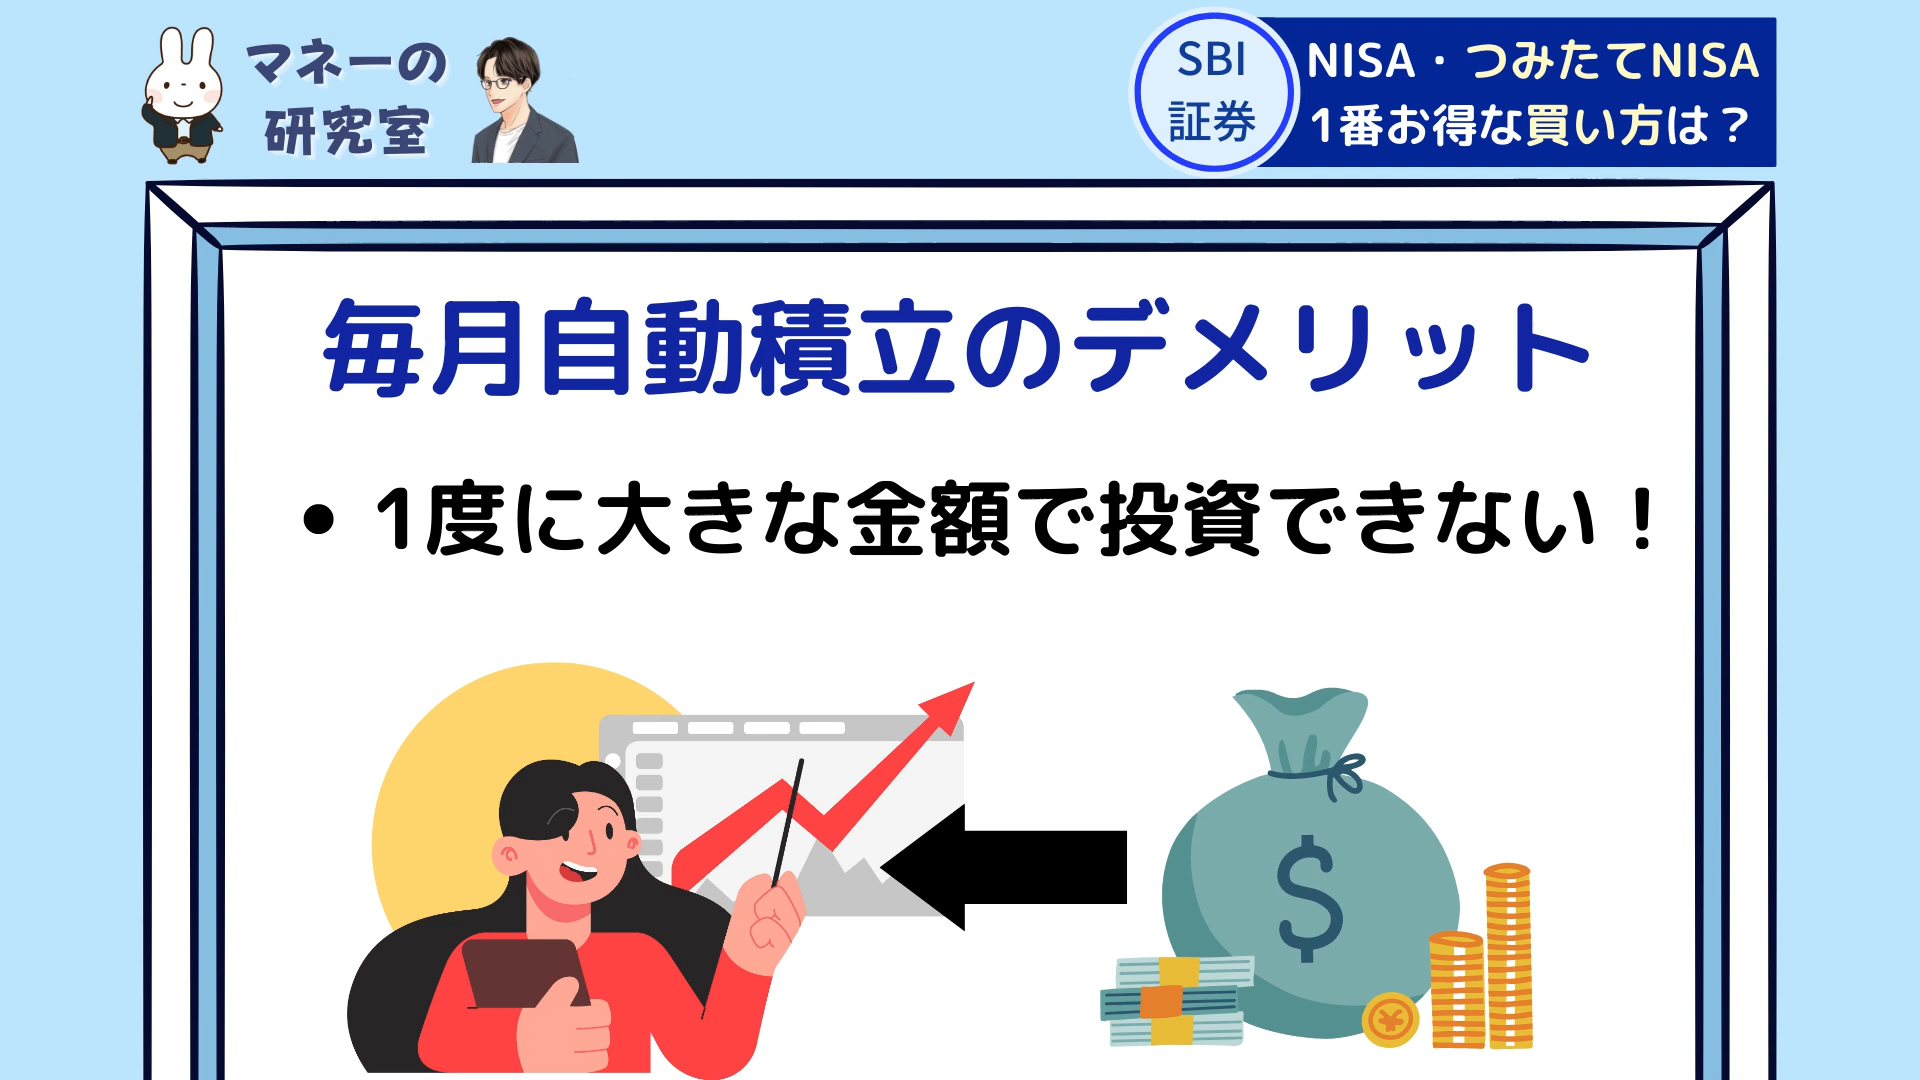 マネーの
研究室
SBI
証券
NISA・つみたてNISA
1番お得な買い方は？
毎月自動積立のデメリット
• 1度に大きな金額で投資できない！
$
¥